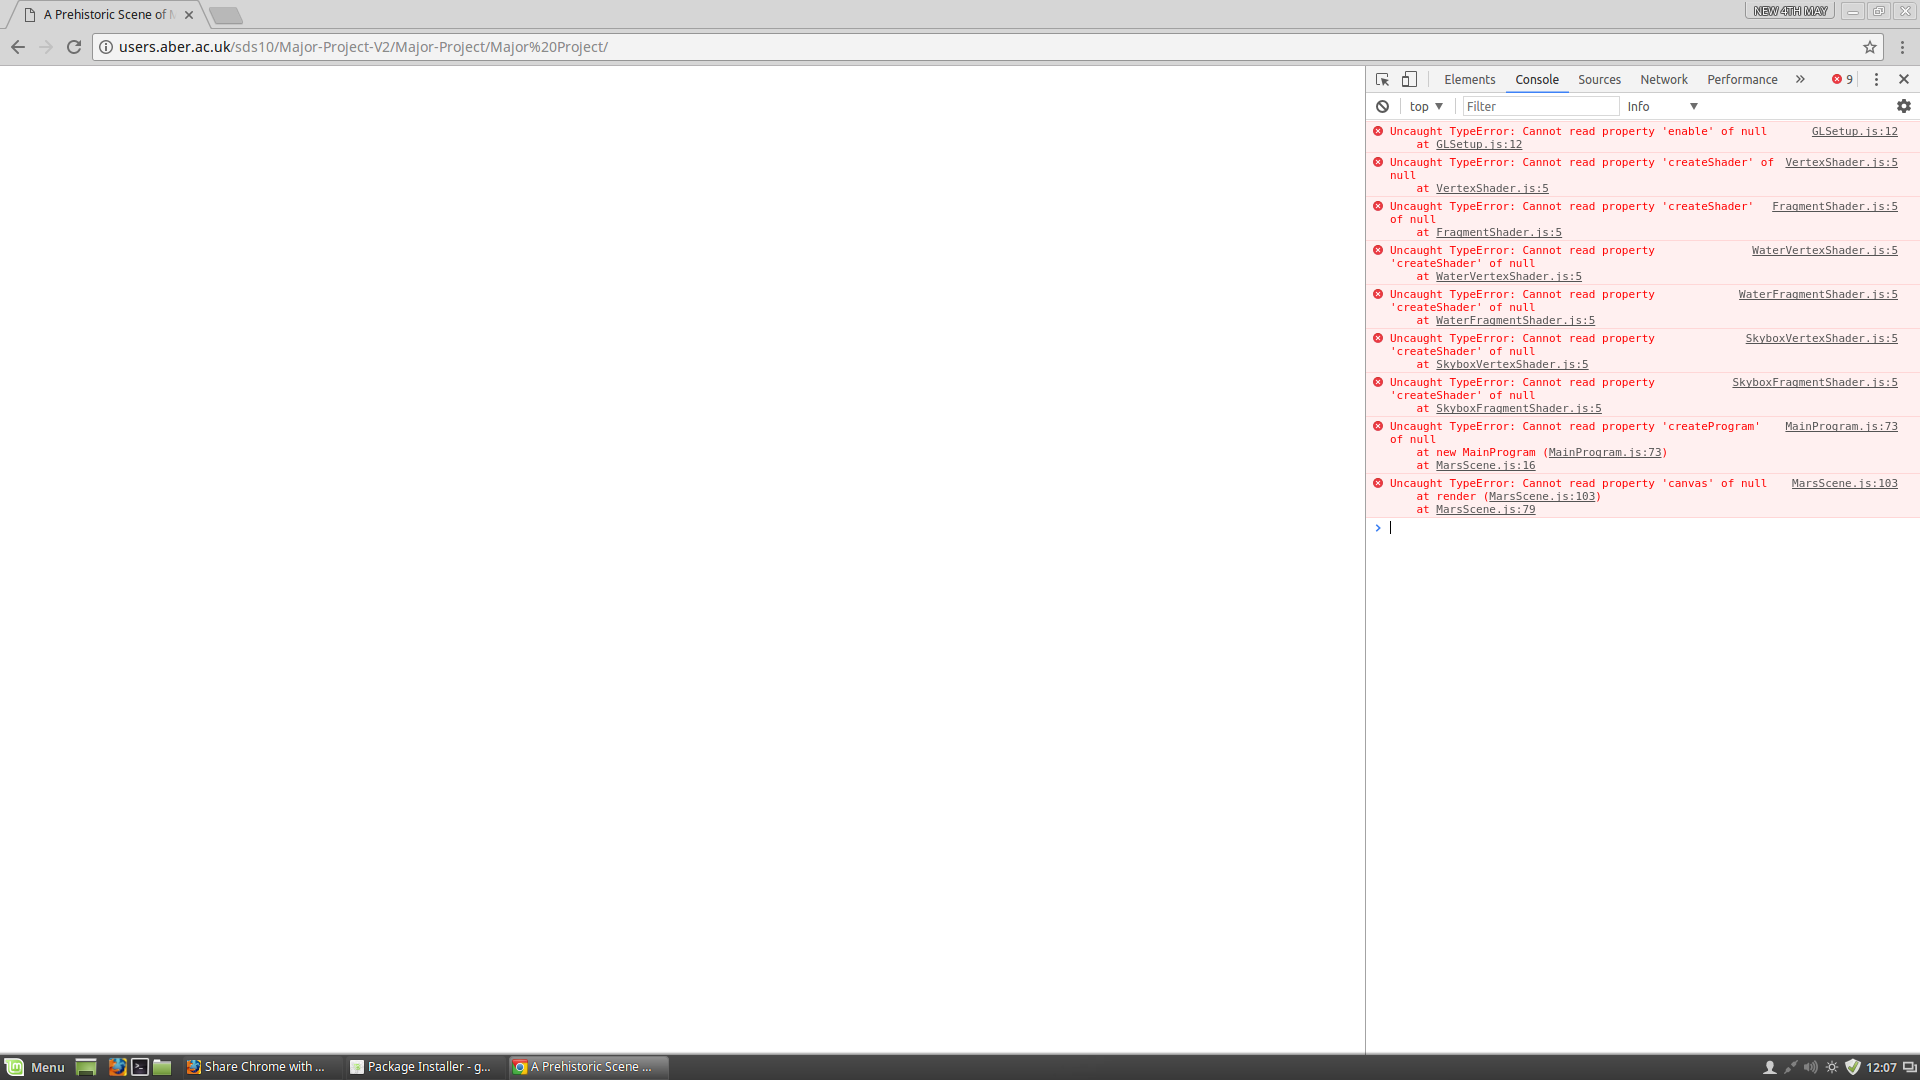 A Prehistoric Scene of M
NEW 4TH MAY
users.aber.ac.uk/sds10/Major-Project-V2/Major-Project/Major%20Project/
Elements Console Sources Network Performance » 9
top Filter Info
Uncaught TypeError: Cannot read property 'enable' of null GLSetup.js:12
at GLSetup.js:12
Uncaught TypeError: Cannot read property 'createShader' of VertexShader.js:5
null
at VertexShader.js:5
Uncaught TypeError: Cannot read property 'createShader' FragmentShader.js:5
of null
at FragmentShader.js:5
Uncaught TypeError: Cannot read property WaterVertexShader.js:5
'createShader' of null
at WaterVertexShader.js:5
Uncaught TypeError: Cannot read property WaterFragmentShader.js:5
'createShader' of null
at WaterFragmentShader.js:5
Uncaught TypeError: Cannot read property SkyboxVertexShader.js:5
'createShader' of null
at SkyboxVertexShader.js:5
Uncaught TypeError: Cannot read property SkyboxFragmentShader.js:5
'createShader' of null
at SkyboxFragmentShader.js:5
Uncaught TypeError: Cannot read property 'createProgram' MainProgram.js:73
of null
at new MainProgram (MainProgram.js:73)
at MarsScene.js:16
Uncaught TypeError: Cannot read property 'canvas' of null MarsScene.js:103
at render (MarsScene.js:103)
at MarsScene.js:79
Menu Share Chrome with ... Package Installer - g... A Prehistoric Scene ... 12:07